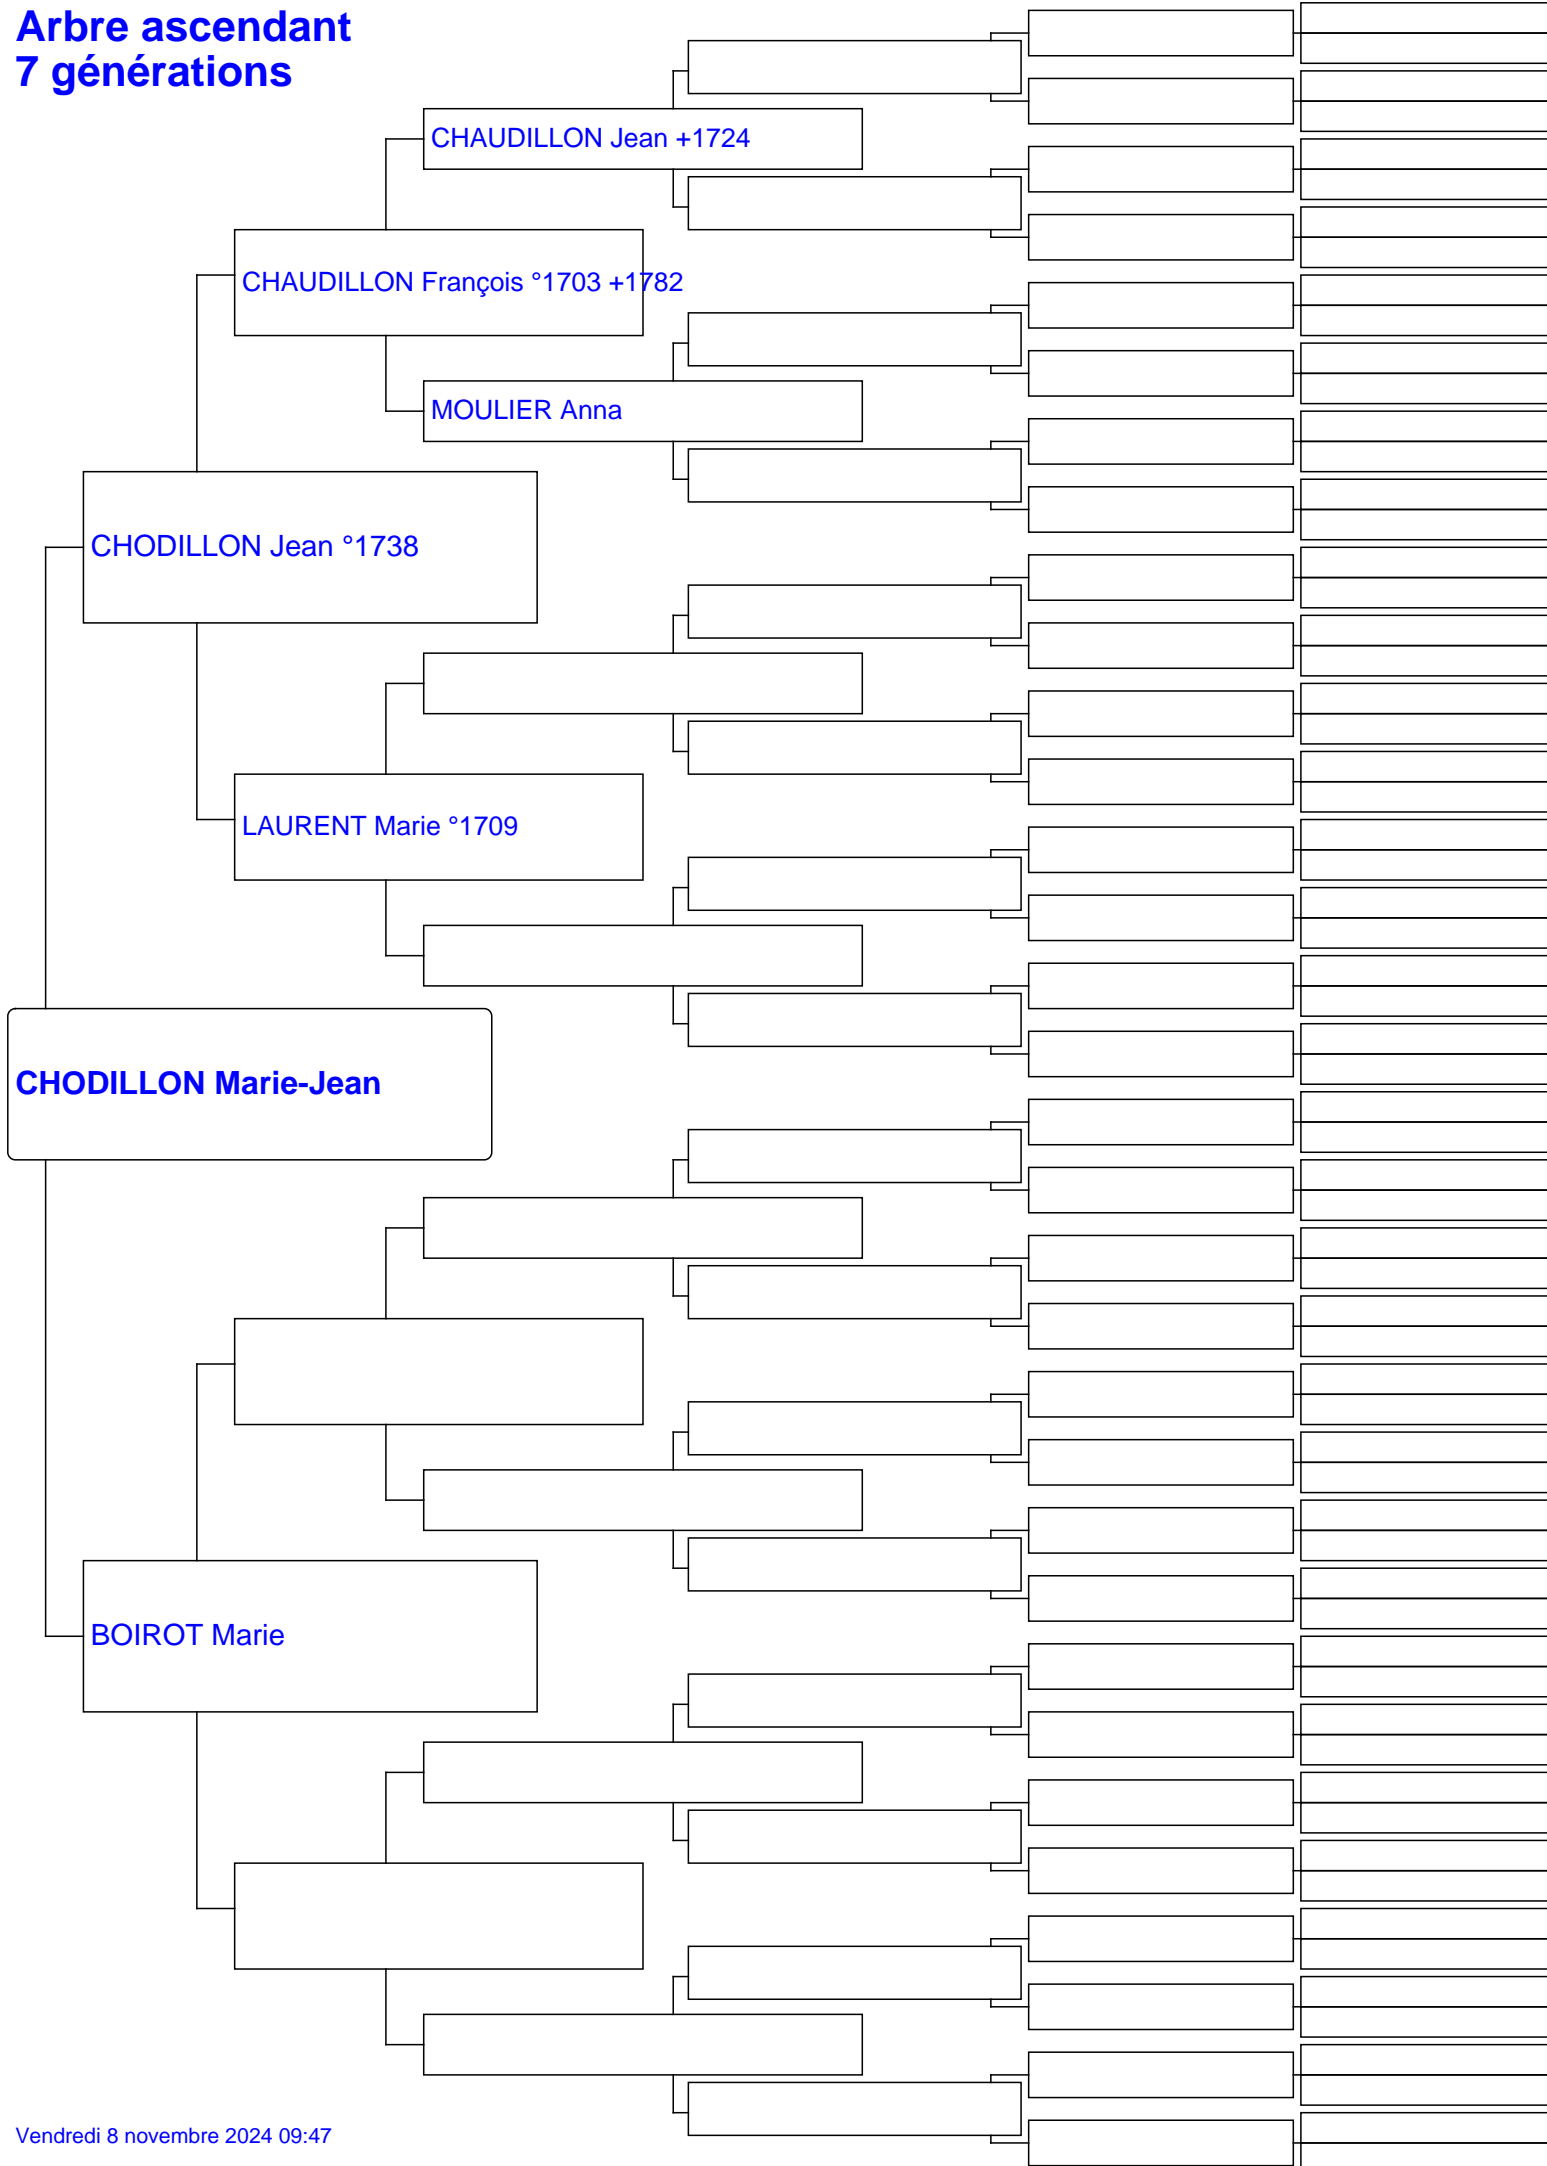 Arbre ascendant
7 générations
CHAUDILLON Jean +1724
CHAUDILLON François °1703 +1782
MOULIER Anna
CHODILLON Jean °1738
LAURENT Marie °1709
CHODILLON Marie-Jean
BOIROT Marie
Vendredi 8 novembre 2024 09:47